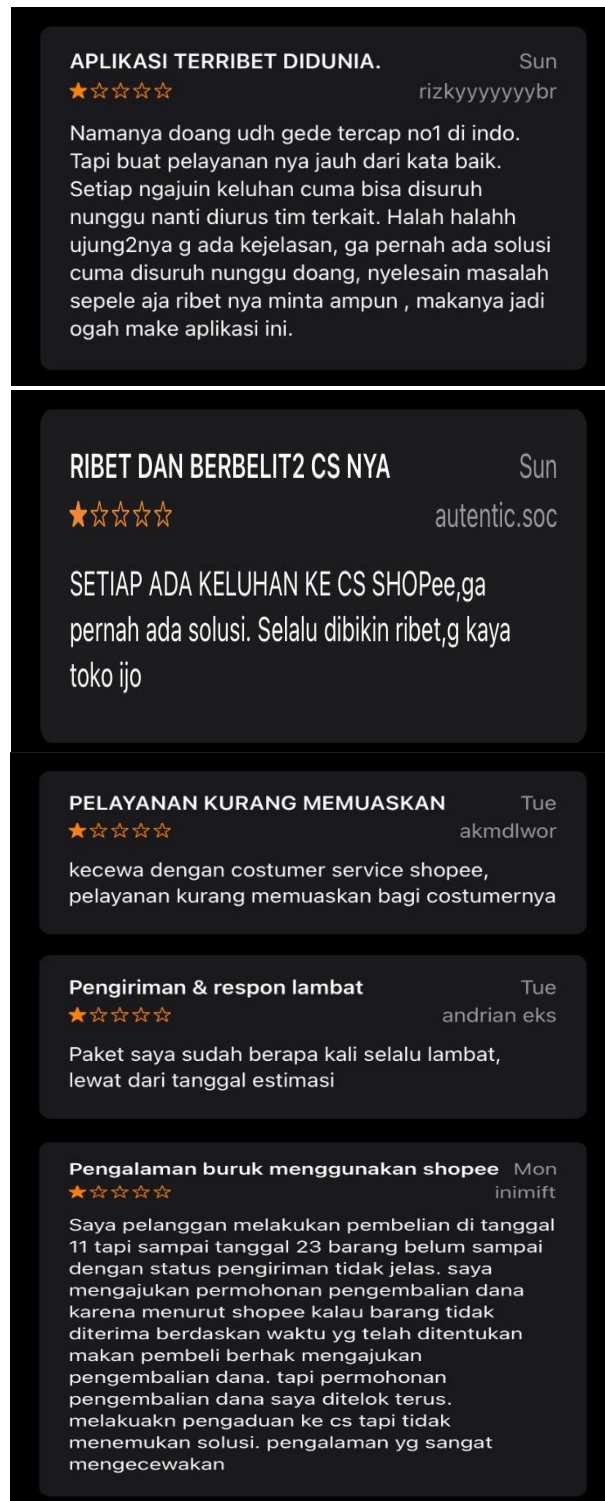 APLIKASI TERRIBET DIDUNIA. Sun
★☆☆☆☆ rizkyyyyyyybr
Namanya doang udh gede tercap no1 di indo.
Tapi buat pelayanan nya jauh dari kata baik.
Setiap ngajuin keluhan cuma bisa disuruh
nunggu nanti diurus tim terkait. Halah halahh
ujung2nya g ada kejelasan, ga pernah ada solusi
cuma disuruh nunggu doang, nyelesain masalah
sepele aja ribet nya minta ampun , makanya jadi
ogah make aplikasi ini.
RIBET DAN BERBELIT2 CS NYA Sun
★☆☆☆☆ autentic.soc
SETIAP ADA KELUHAN KE CS SHOPee,ga
pernah ada solusi. Selalu dibikin ribet,g kaya
toko ijo
PELAYANAN KURANG MEMUASKAN Tue
★☆☆☆☆ akmdlwor
kecewa dengan costumer service shopee,
pelayanan kurang memuaskan bagi costumernya
Pengiriman & respon lambat Tue
★☆☆☆☆ andrian eks
Paket saya sudah berapa kali selalu lambat,
lewat dari tanggal estimasi
Pengalaman buruk menggunakan shopee Mon
★☆☆☆☆ inimift
Saya pelanggan melakukan pembelian di tanggal
11 tapi sampai tanggal 23 barang belum sampai
dengan status pengiriman tidak jelas. saya
mengajukan permohonan pengembalian dana
karena menurut shopee kalau barang tidak
diterima berdaskan waktu yg telah ditentukan
makan pembeli berhak mengajukan
pengembalian dana. tapi permohonan
pengembalian dana saya ditelok terus.
melakuakn pengaduan ke cs tapi tidak
menemukan solusi. pengalaman yg sangat
mengecewakan